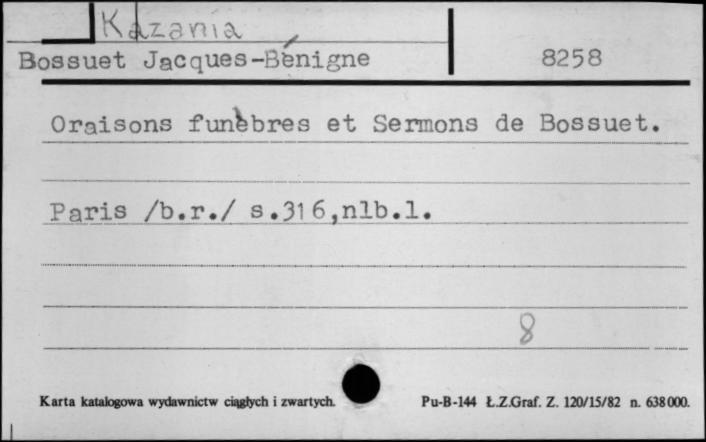 Kazania
Bossuet Jacques-Bénigne 8258
Oraisons funèbres et Sermons de Bossuet.
Paris /b.r./ s.316,nlb.1.
8
Karta katalogowa wydawnictw ciągłych i zwartych. Pu-B-144 Ł.Z.Graf. Z. 120/15/82 n. 638000.